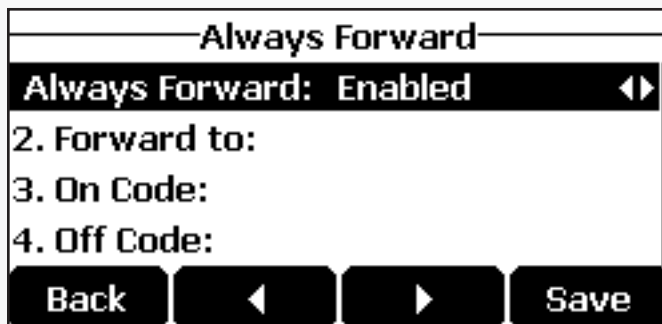 Always Forward
Always Forward: Enabled
2. Forward to:
3. On Code:
4. Off Code:
Back Save